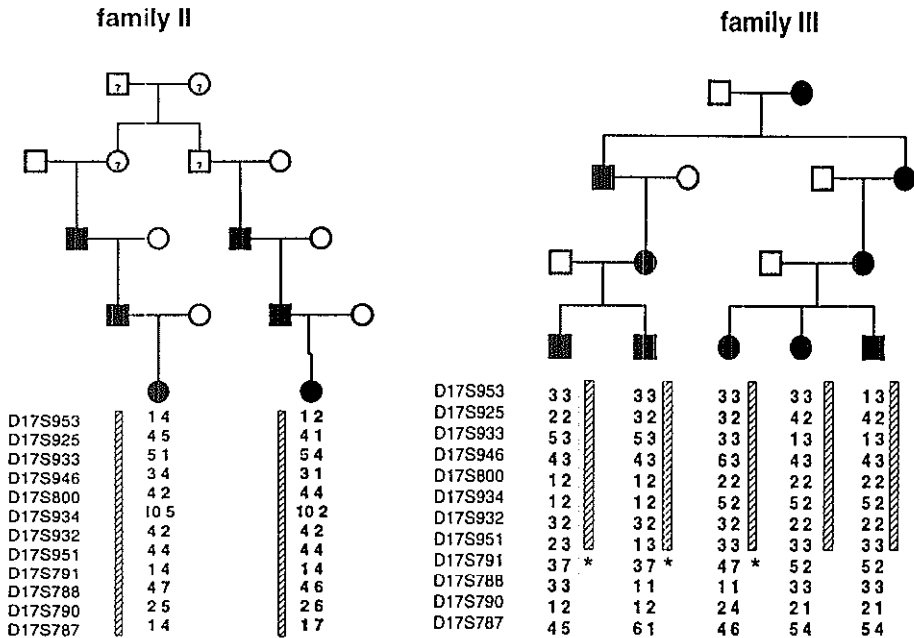 family II
family III
?
?
?
?
D17S953 1 4 1 2
D17S925 4 5 4 1
D17S933 5 1 5 4
D17S946 3 4 3 1
D17S800 4 2 4 4
D17S934 10 5 10 2
D17S932 4 2 4 2
D17S951 4 4 4 4
D17S791 1 4 1 4
D17S788 4 7 4 6
D17S790 2 5 2 6
D17S787 1 4 1 7
D17S953 3 3 3 3 3 3 3 3 1 3
D17S925 2 2 3 2 3 2 4 2 4 2
D17S933 5 3 5 3 3 3 1 3 1 3
D17S946 4 3 4 3 6 3 4 3 4 3
D17S800 1 2 1 2 2 2 2 2 2 2
D17S934 1 2 1 2 5 2 5 2 5 2
D17S932 3 2 3 2 3 2 2 2 2 2
D17S951 2 3 1 3 3 3 3 3 3 3
D17S791 3 7 * 3 7 * 4 7 * 5 2 5 2
D17S788 3 3 1 1 1 1 3 3 3 3
D17S790 1 2 1 2 2 4 2 1 2 1
D17S787 4 5 6 1 4 6 5 4 5 4